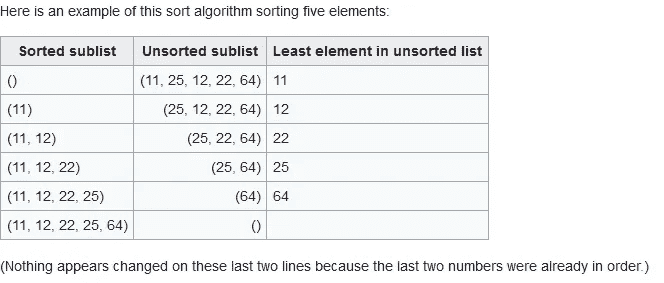 Here is an example of this sort algorithm sorting five elements:
Sorted sublist Unsorted sublist Least element in unsorted list
() (11, 25, 12, 22, 64) 11
(11) (25, 12, 22, 64) 12
(11, 12) (25, 22, 64) 22
(11, 12, 22) (25, 64) 25
(11, 12, 22, 25) (64) 64
(11, 12, 22, 25, 64) ()
(Nothing appears changed on these last two lines because the last two numbers were already in order.)